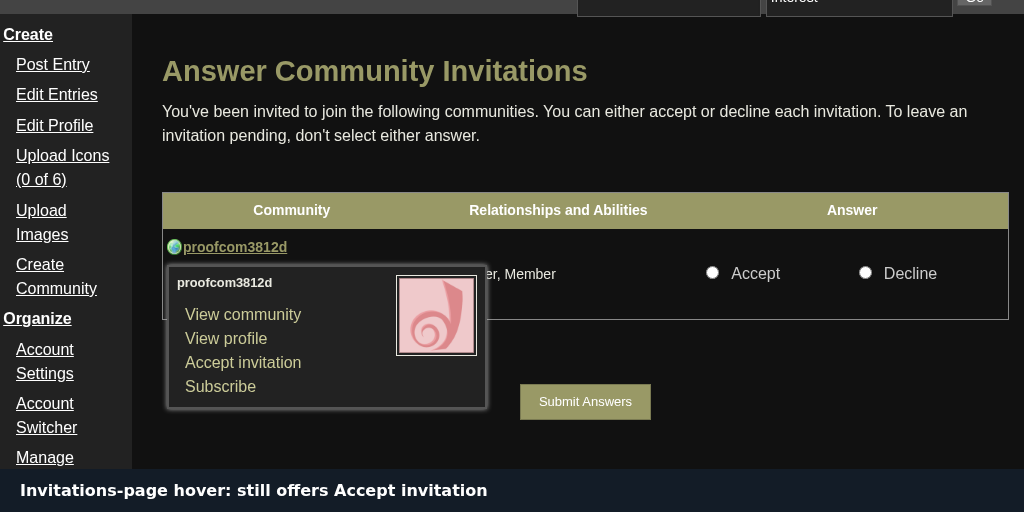 Create
Post Entry
Edit Entries
Edit Profile
Upload Icons
(0 of 6)
Upload
Images
Create
Community
Organize
Account
Settings
Account
Switcher
Manage
Answer Community Invitations
You've been invited to join the following communities. You can either accept or decline each invitation. To leave an
invitation pending, don't select either answer.
Community Relationships and Abilities Answer
proofcom3812d
er, Member Accept Decline
proofcom3812d
View community
View profile
Accept invitation
Subscribe
Submit Answers
Invitations-page hover: still offers Accept invitation